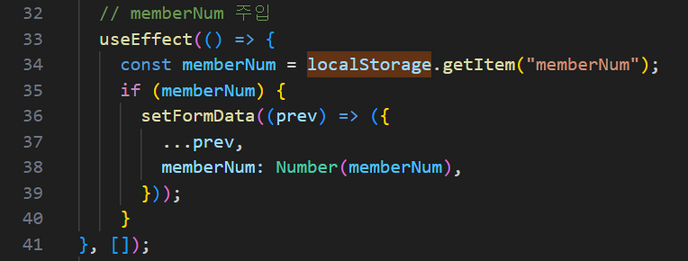 32 // memberNum 주입
33 useEffect(() => {
34 const memberNum = localStorage.getItem("memberNum");
35 if (memberNum) {
36 setFormData((prev) => ({
37 ...prev,
38 memberNum: Number(memberNum),
39 }));
40 }
41 }, []);